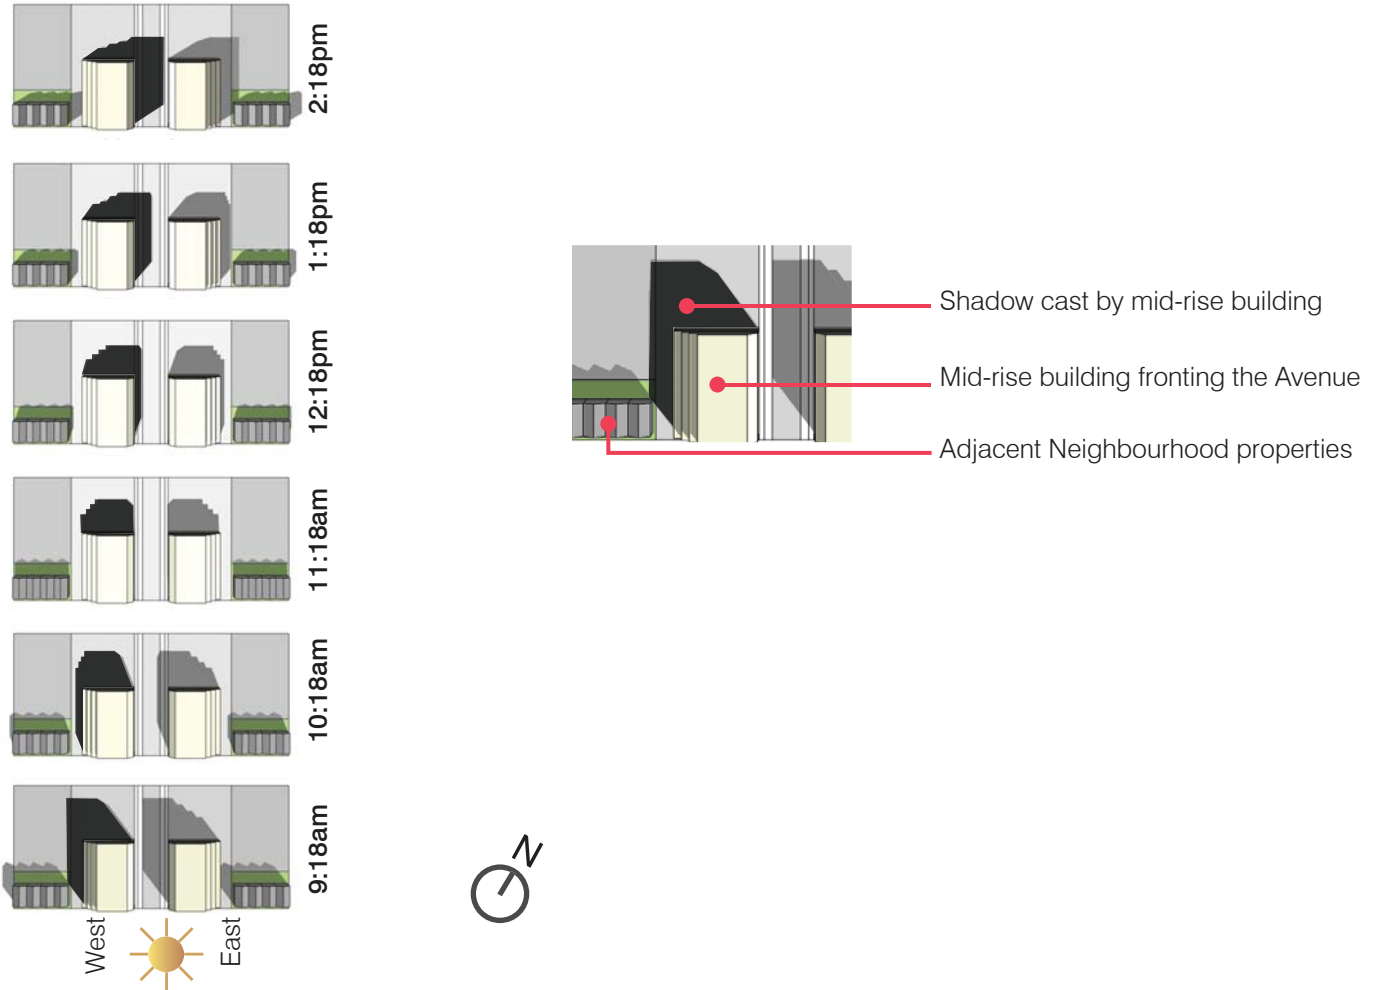 2:18pm
1:18pm
12:18pm
11:18am
10:18am
9:18am
West
East
N
Shadow cast by mid-rise building
Mid-rise building fronting the Avenue
Adjacent Neighbourhood properties